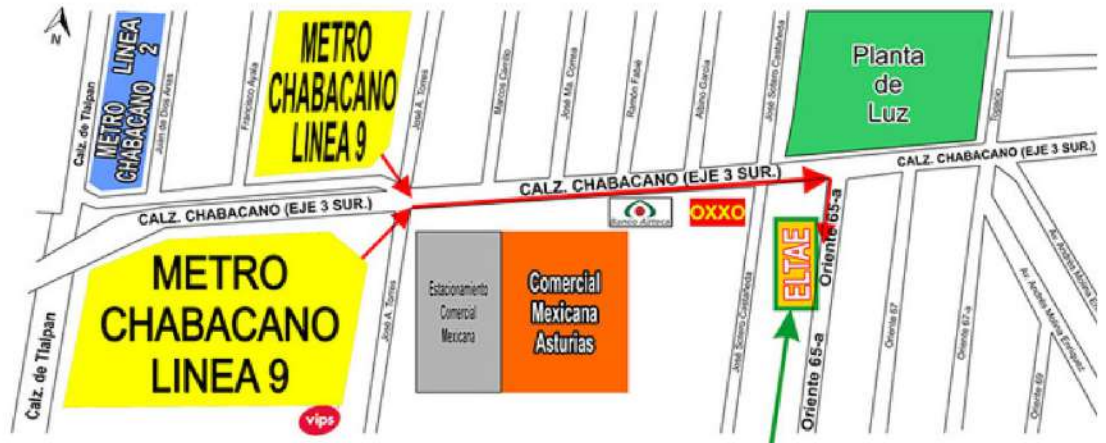 N
Calz. de Tlalpan
METRO
CHABACANO
LINEA
2
Juan de Dios Arias
Francisco Ayala
METRO
CHABACANO
LINEA 9
José A. Torres
Marcos Carrillo
José Ma. Correa
Ramón Fabié
Albino García
José Sotero Castañeda
Planta
de
Luz
Topacio
CALZ. CHABACANO (EJE 3 SUR.)
CALZ. CHABACANO (EJE 3 SUR.)
CALZ. CHABACANO (EJE 3 SUR.)
Banco Azteca
OXXO
METRO
CHABACANO
LINEA 9
Calz. de Tlalpan
vips
José A. Torres
Estacionamiento
Comercial
Mexicana
Comercial
Mexicana
Asturias
José Sotero Castañeda
ELTAE
Oriente 65-a
Oriente 65-a
Oriente 67
Oriente 67-a
Oriente 69
Av. Andrés Molina Enríquez
Av. Andrés Molina En